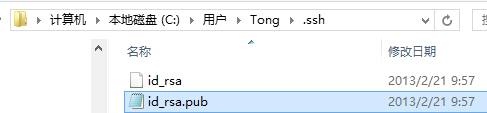 计算机 ▸ 本地磁盘 (C:) ▸ 用户 ▸ Tong ▸ .ssh
名称 修改日期
id_rsa 2013/2/21 9:57
id_rsa.pub 2013/2/21 9:57